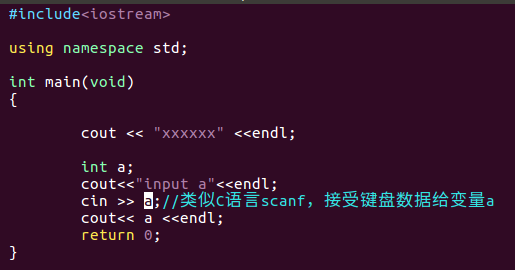 #include<iostream>
using namespace std;
int main(void)
{
cout << "xxxxxx" <<endl;
int a;
cout<<"input a"<<endl;
cin >> a;//类似C语言scanf，接受键盘数据给变量a
cout<< a <<endl;
return 0;
}